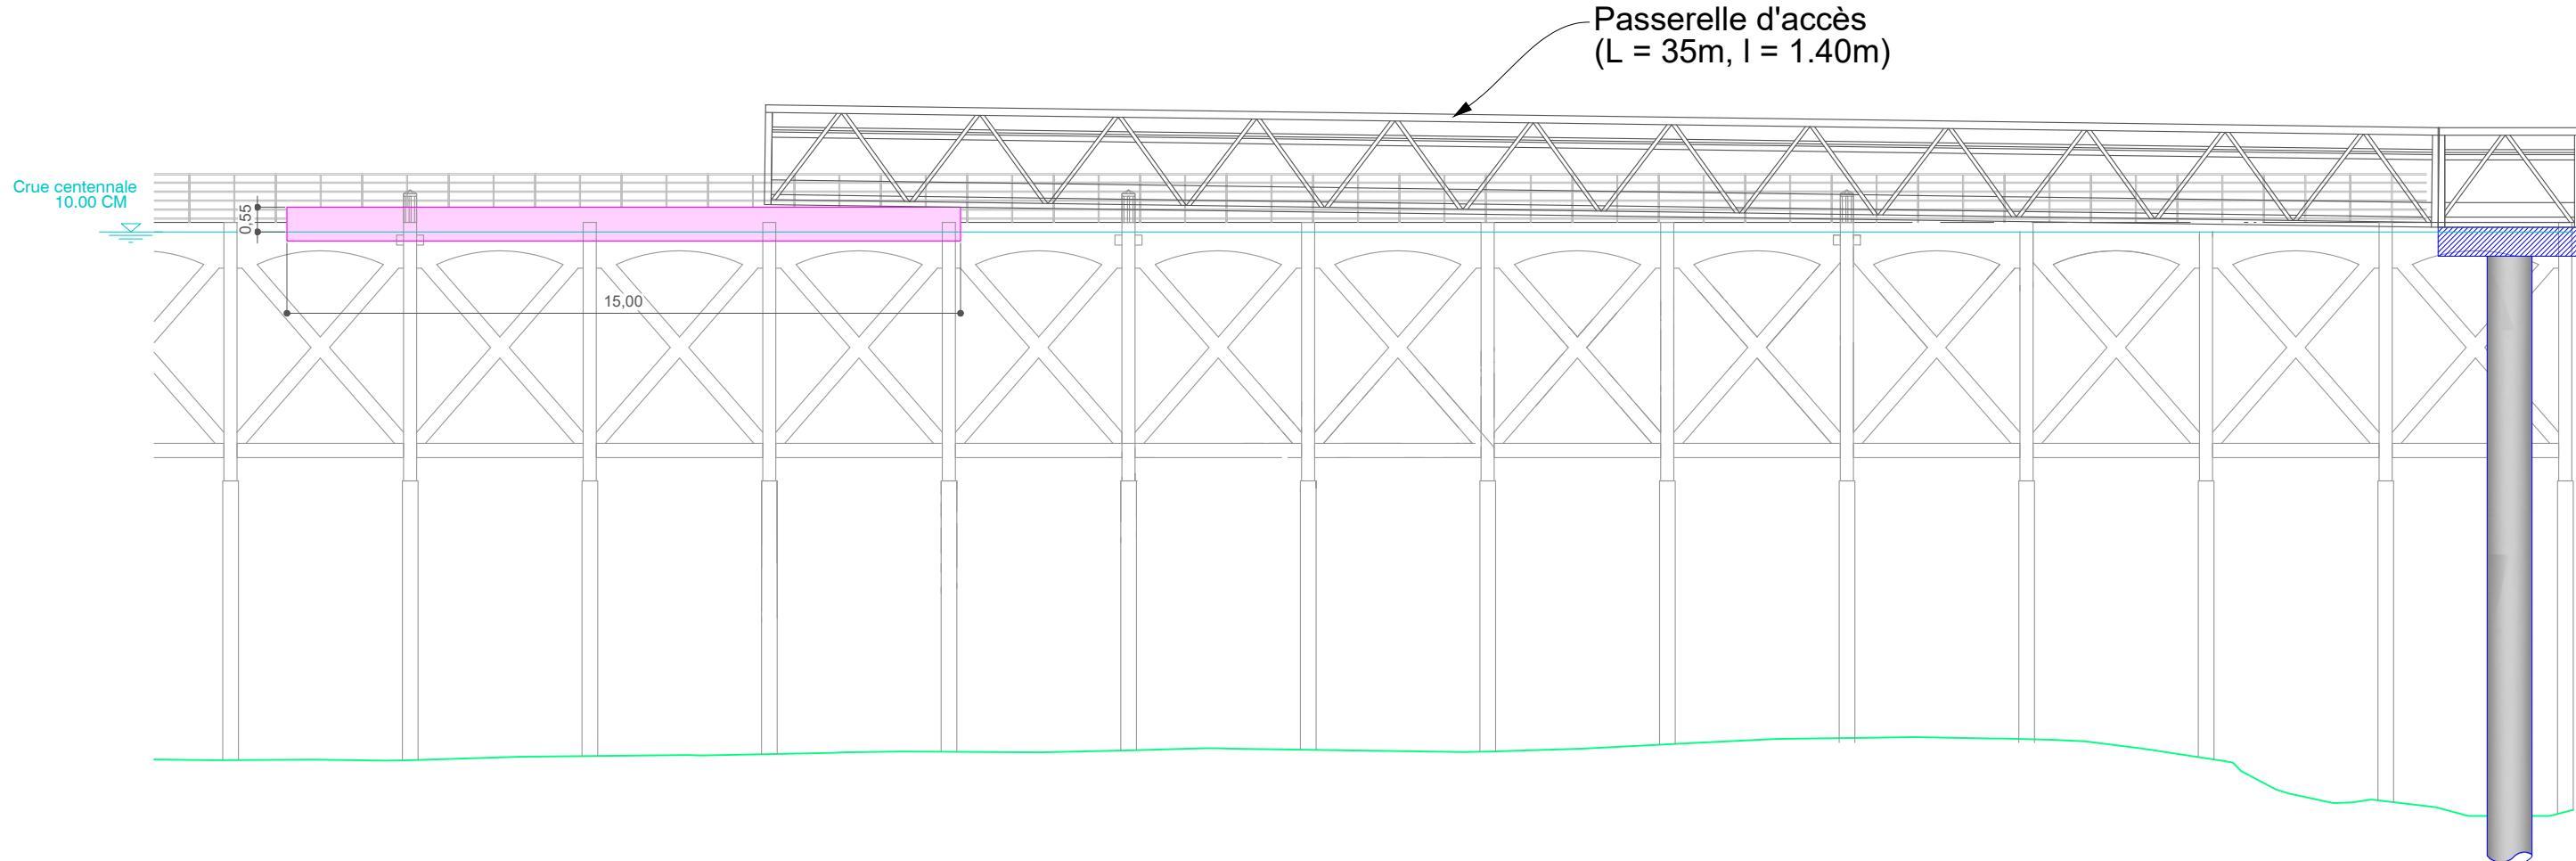 Passerelle d'accès
(L = 35m, l = 1.40m)
Crue centennale
10.00 CM
0,55
15,00